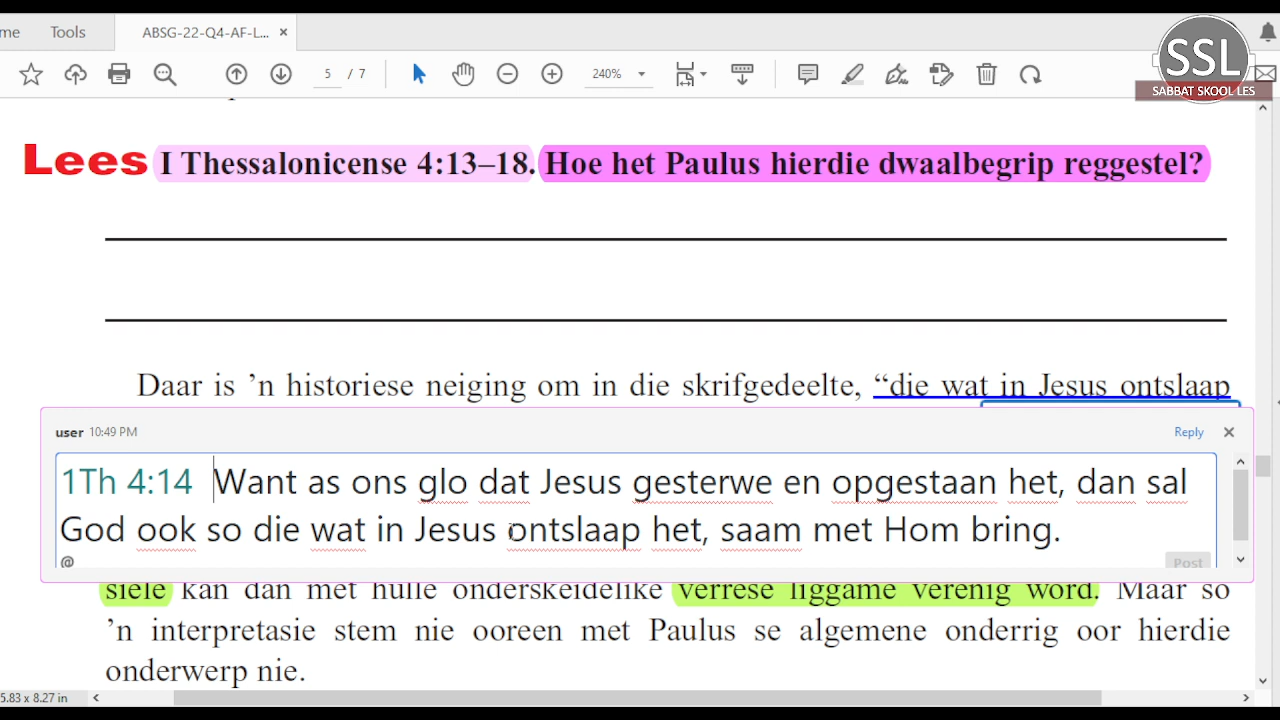 me Tools ABSG-22-Q4-AF-L... ×
SSL
SABBAT SKOOL LES
5 / 7 240%
Lees I Thessalonicense 4:13–18. Hoe het Paulus hierdie dwaalbegrip reggestel?
Daar is ’n historiese neiging om in die skrifgedeelte, “die wat in Jesus ontslaap
user 10:49 PM Reply ×
1Th 4:14 Want as ons glo dat Jesus gesterwe en opgestaan het, dan sal
God ook so die wat in Jesus ontslaap het, saam met Hom bring.
@ Post
siele kan dan met hulle onderskeidelike verrese liggame verenig word. Maar so
’n interpretasie stem nie ooreen met Paulus se algemene onderrig oor hierdie
onderwerp nie.
5.83 x 8.27 in